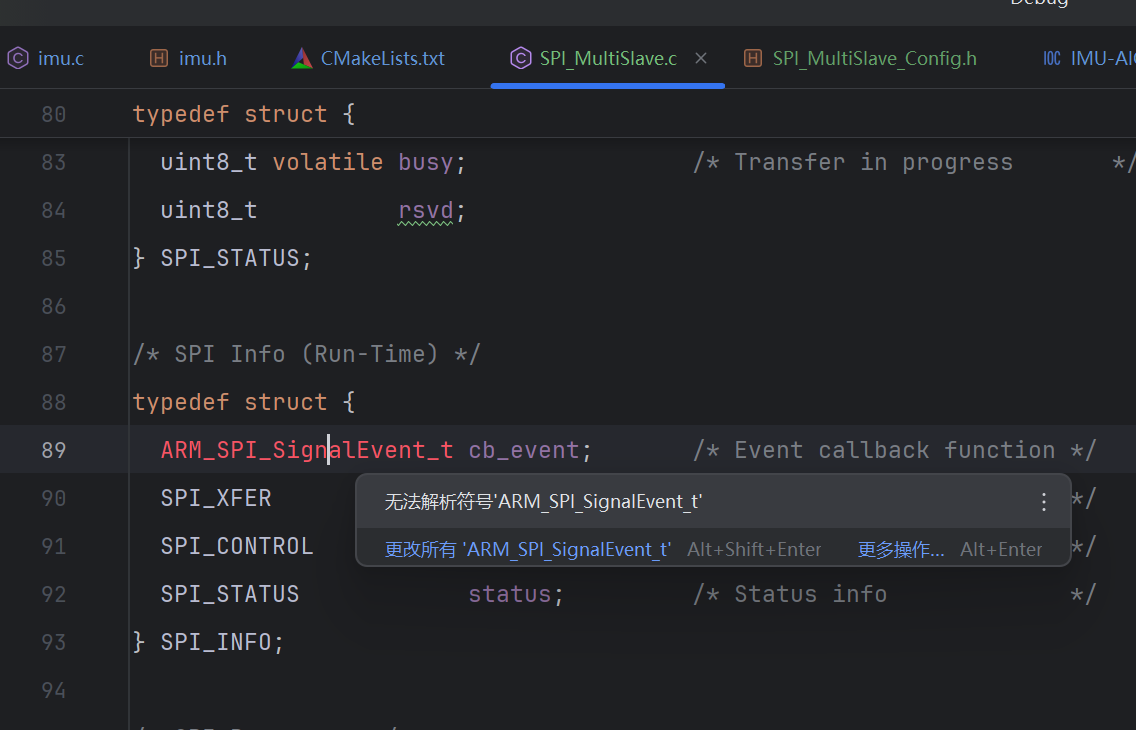 Debug
imu.c imu.h CMakeLists.txt SPI_MultiSlave.c × SPI_MultiSlave_Config.h IOC IMU-AI
80 typedef struct {
83 uint8_t volatile busy; /* Transfer in progress */
84 uint8_t rsvd;
85 } SPI_STATUS;
86
87 /* SPI Info (Run-Time) */
88 typedef struct {
89 ARM_SPI_SignalEvent_t cb_event; /* Event callback function */
90 SPI_XFER */
无法解析符号'ARM_SPI_SignalEvent_t'
91 SPI_CONTROL */
更改所有 'ARM_SPI_SignalEvent_t' Alt+Shift+Enter 更多操作... Alt+Enter
92 SPI_STATUS status; /* Status info */
93 } SPI_INFO;
94